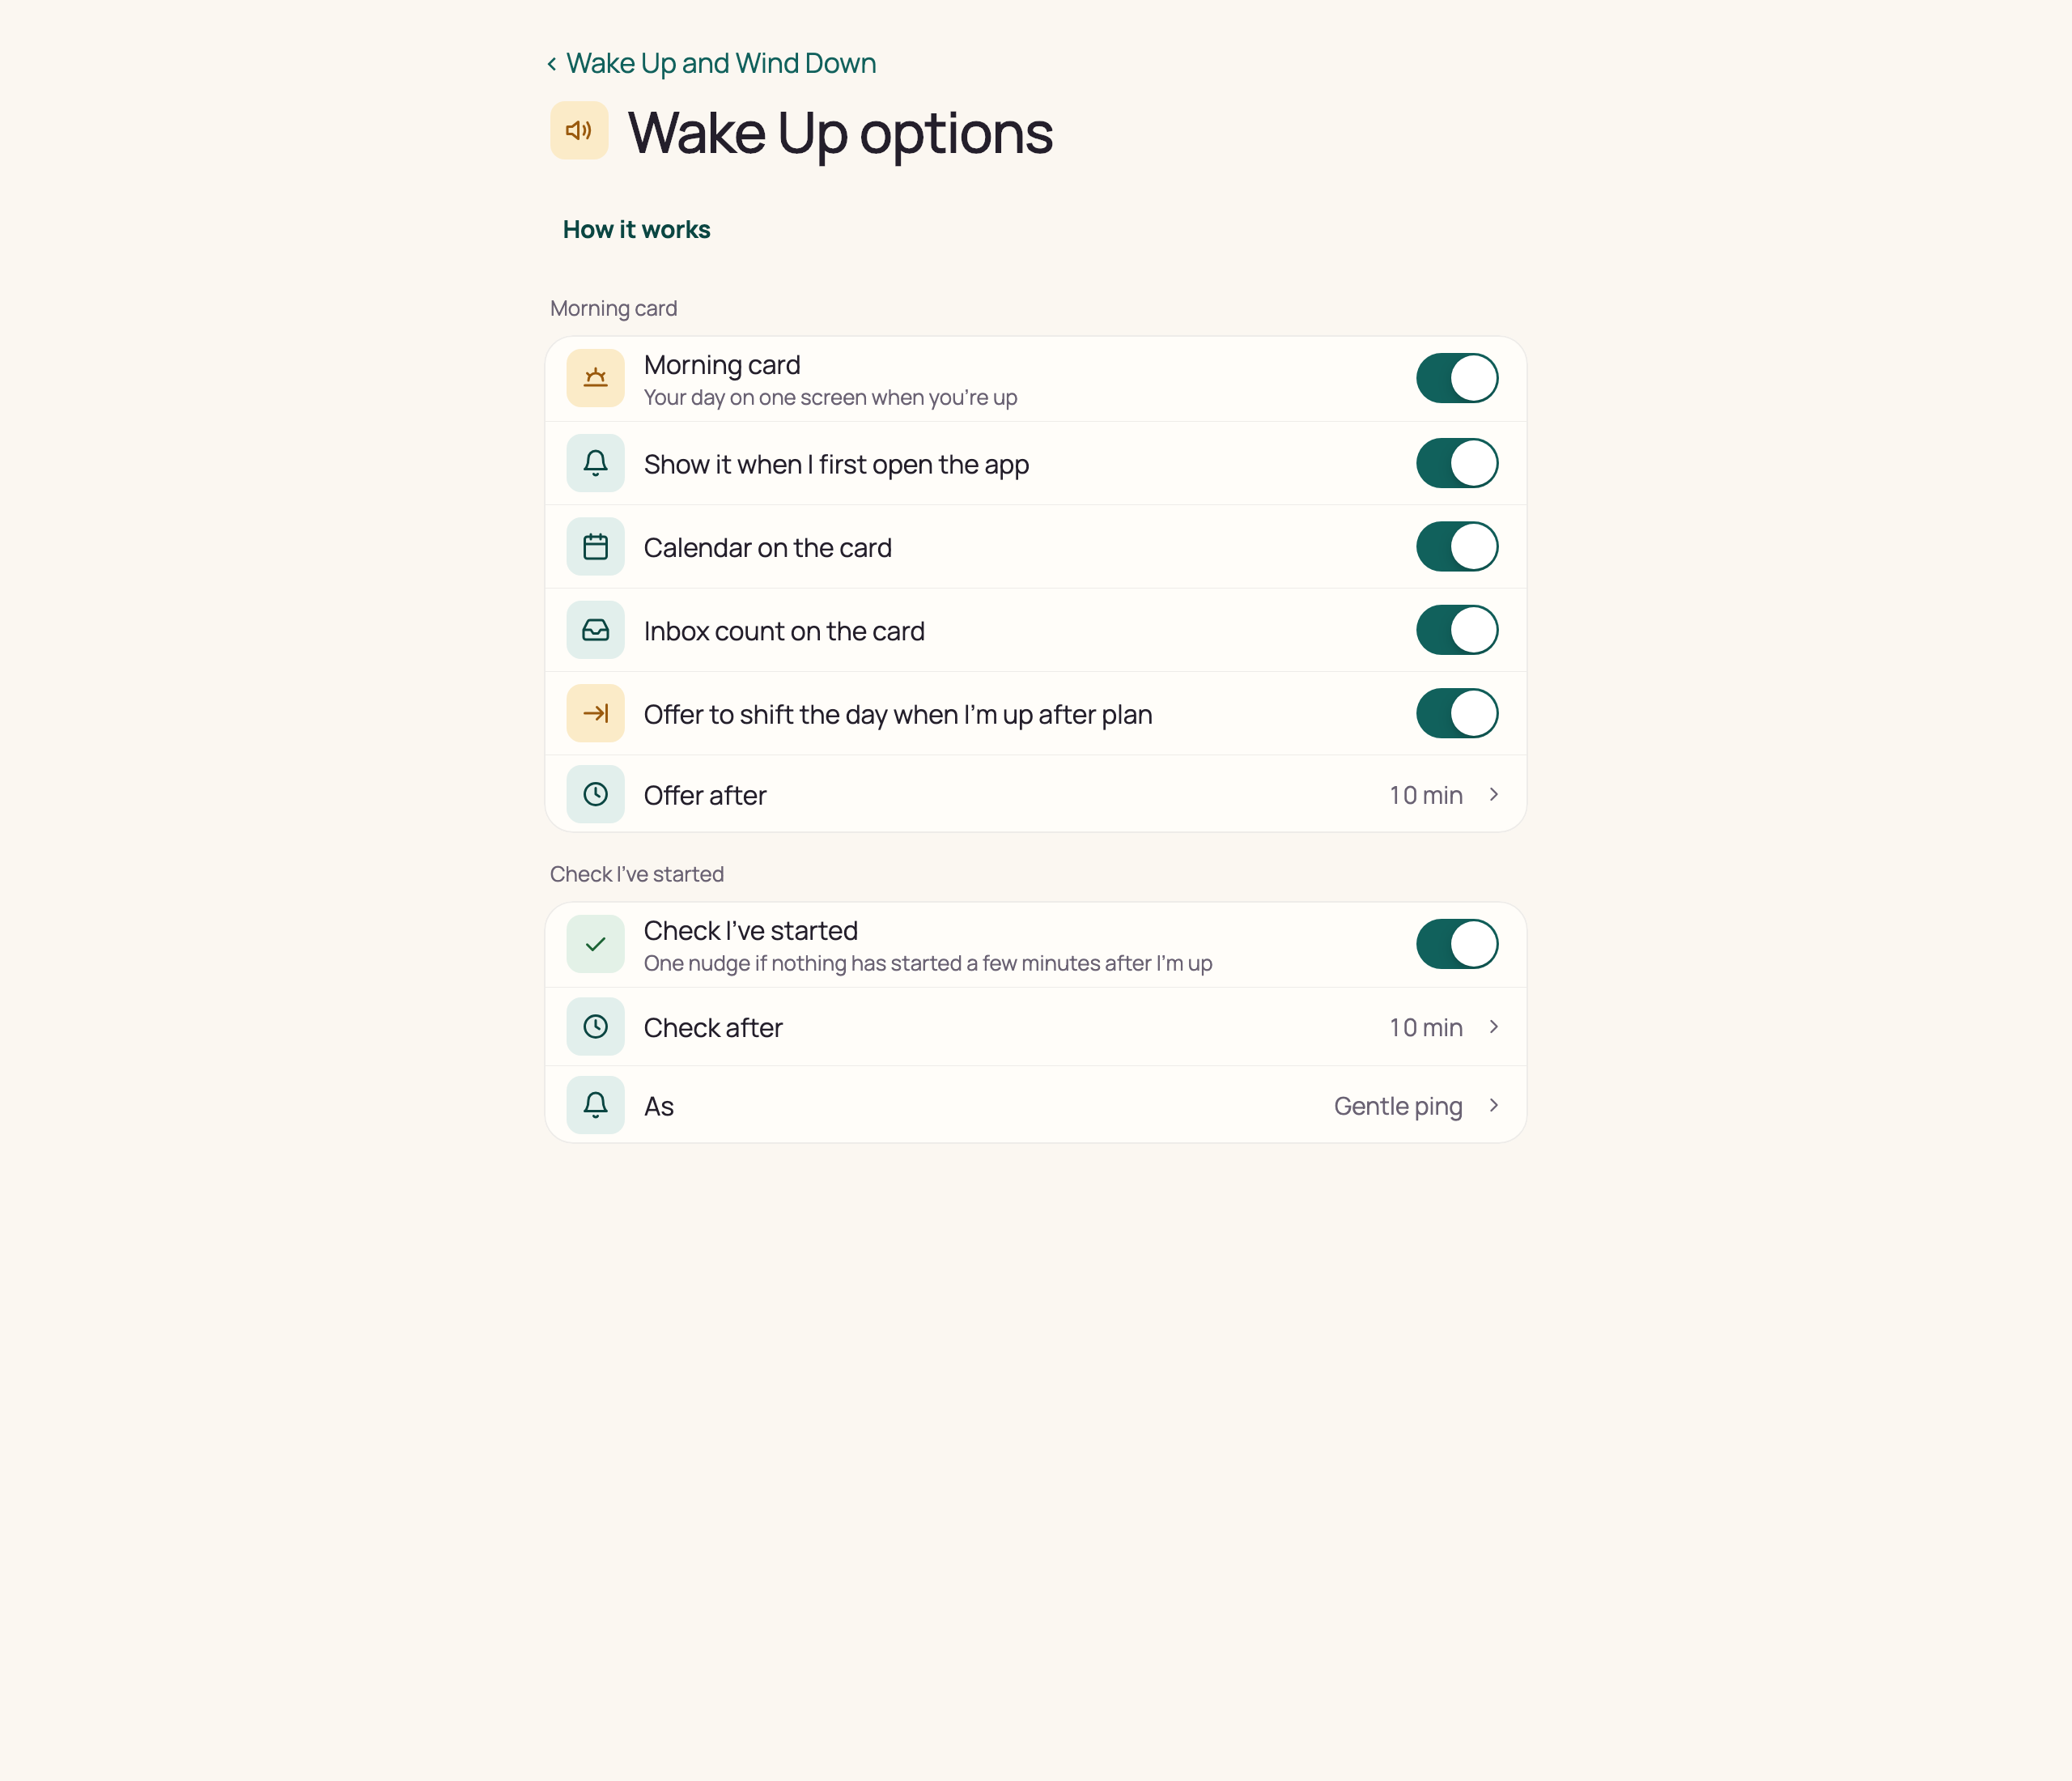 Wake Up and Wind Down
Wake Up options
How it works
Morning card
Morning card
Your day on one screen when you're up
Show it when I first open the app
Calendar on the card
Inbox count on the card
Offer to shift the day when I'm up after plan
Offer after
10 min
Check I've started
Check I've started
One nudge if nothing has started a few minutes after I'm up
Check after
10 min
As
Gentle ping